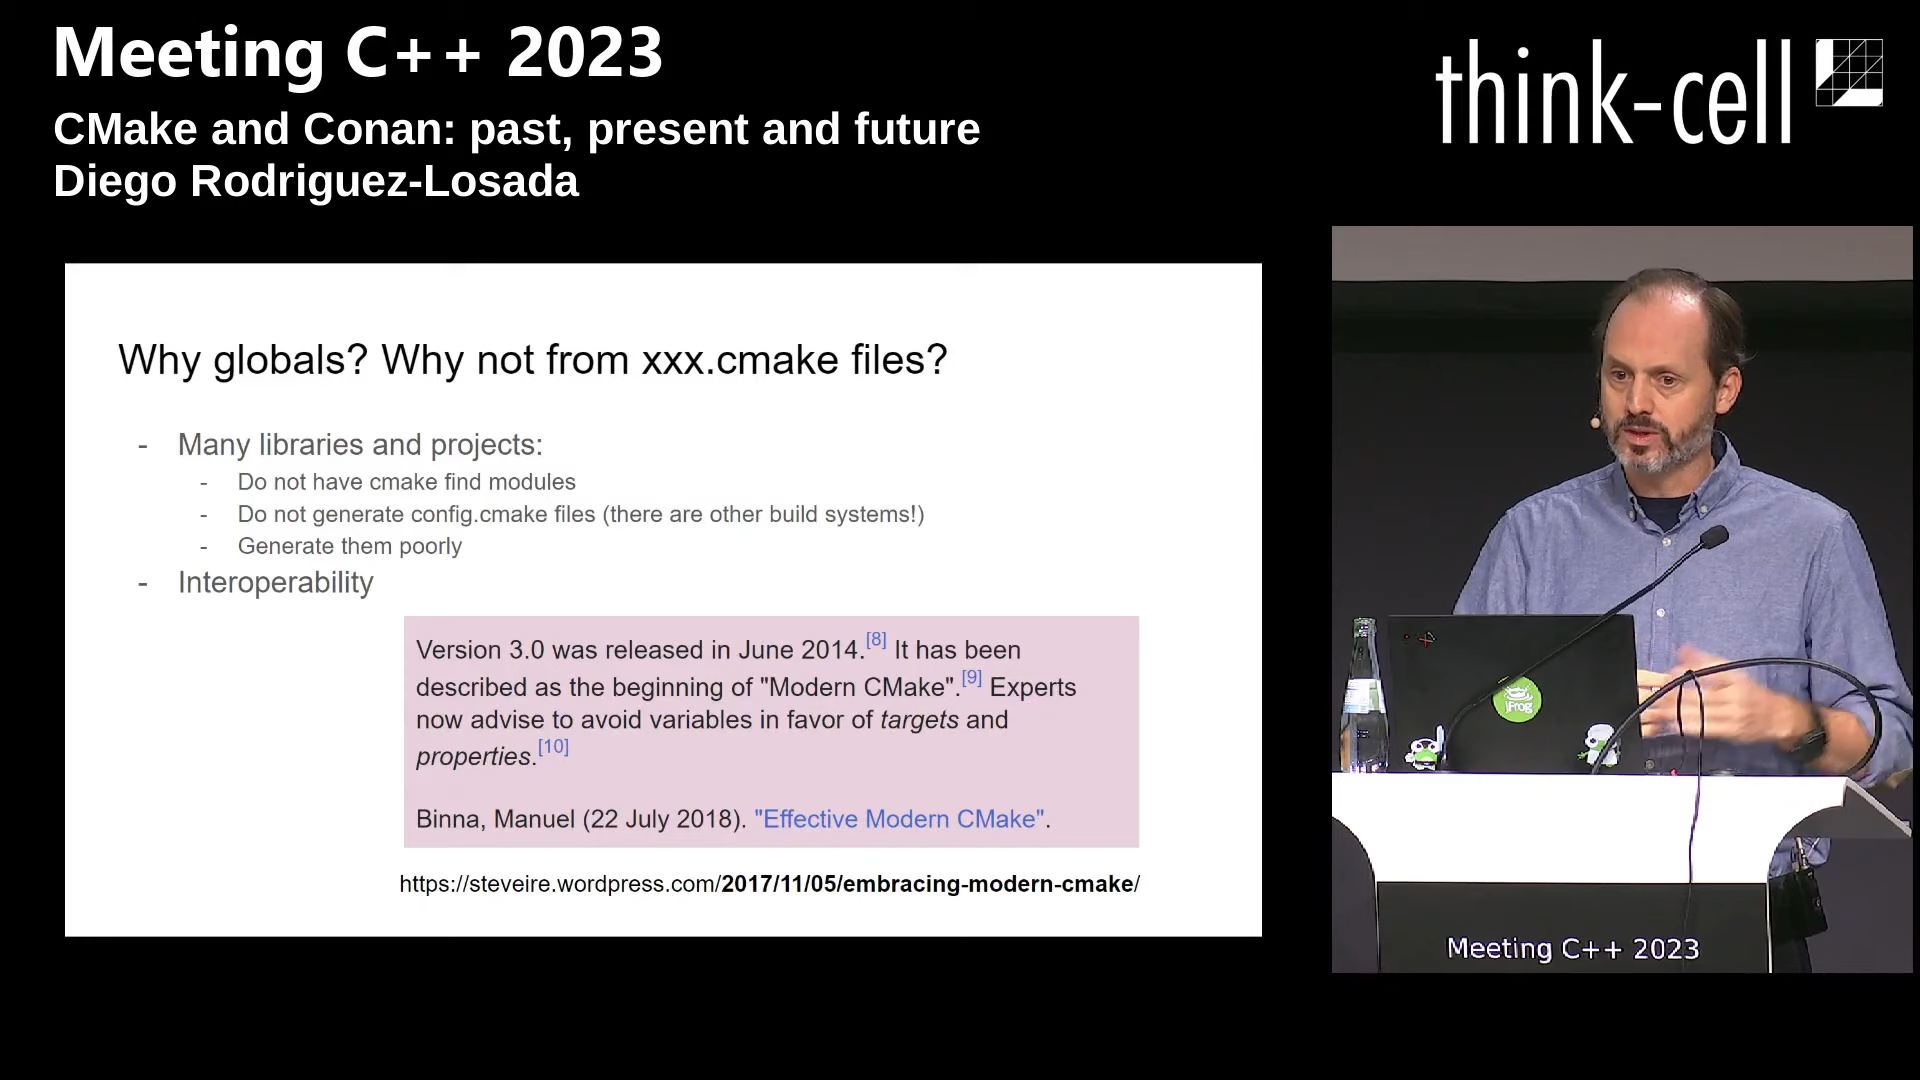 Meeting C++ 2023
CMake and Conan: past, present and future
Diego Rodriguez-Losada
think-cell
Why globals? Why not from xxx.cmake files?
- Many libraries and projects:
- Do not have cmake find modules
- Do not generate config.cmake files (there are other build systems!)
- Generate them poorly
- Interoperability
Version 3.0 was released in June 2014.[8] It has been
described as the beginning of "Modern CMake".[9] Experts
now advise to avoid variables in favor of targets and
properties.[10]
Binna, Manuel (22 July 2018). "Effective Modern CMake".
https://steveire.wordpress.com/2017/11/05/embracing-modern-cmake/
jFrog
Meeting C++ 2023